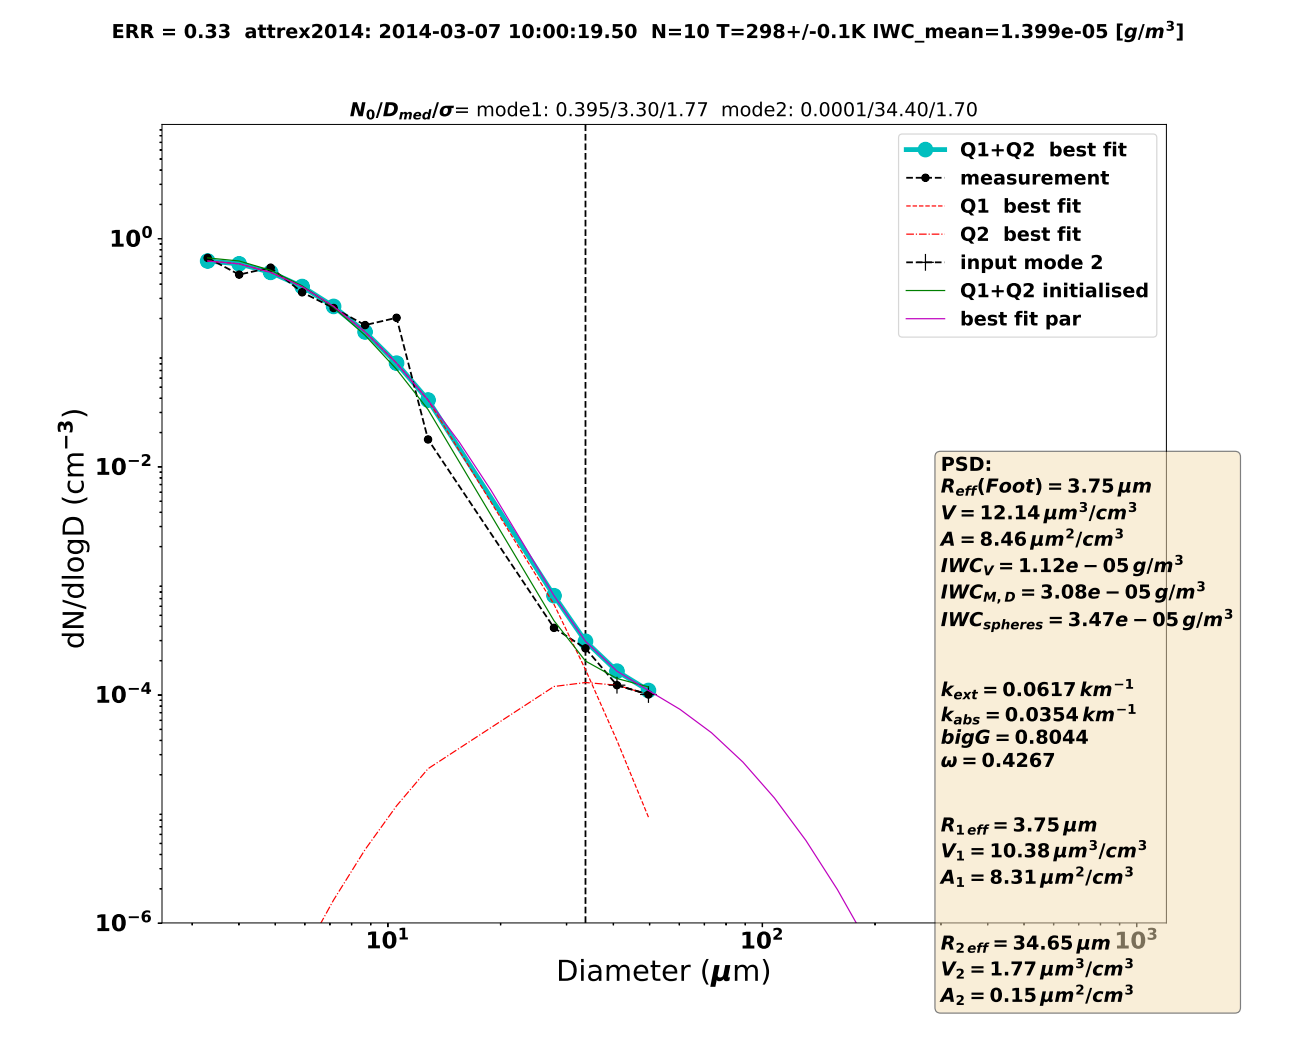 ERR = 0.33  attrex2014: 2014-03-07 10:00:19.50  N=10 T=298+/-0.1K IWC_mean=1.399e-05 [g/m³]
N₀/D_med/σ= mode1: 0.395/3.30/1.77  mode2: 0.0001/34.40/1.70
Q1+Q2  best fit
measurement
Q1  best fit
Q2  best fit
input mode 2
Q1+Q2 initialised
best fit par
10⁰
10⁻²
10⁻⁴
10⁻⁶
dN/dlogD (cm⁻³)
10¹
10²
10³
Diameter (μm)
PSD:
R_eff(Foot) = 3.75 μm
V = 12.14 μm³/cm³
A = 8.46 μm²/cm³
IWC_V = 1.12e − 05 g/m³
IWC_M,D = 3.08e − 05 g/m³
IWC_spheres = 3.47e − 05 g/m³
k_ext = 0.0617 km⁻¹
k_abs = 0.0354 km⁻¹
bigG = 0.8044
ω = 0.4267
R_1eff = 3.75 μm
V₁ = 10.38 μm³/cm³
A₁ = 8.31 μm²/cm³
R_2eff = 34.65 μm
V₂ = 1.77 μm³/cm³
A₂ = 0.15 μm²/cm³